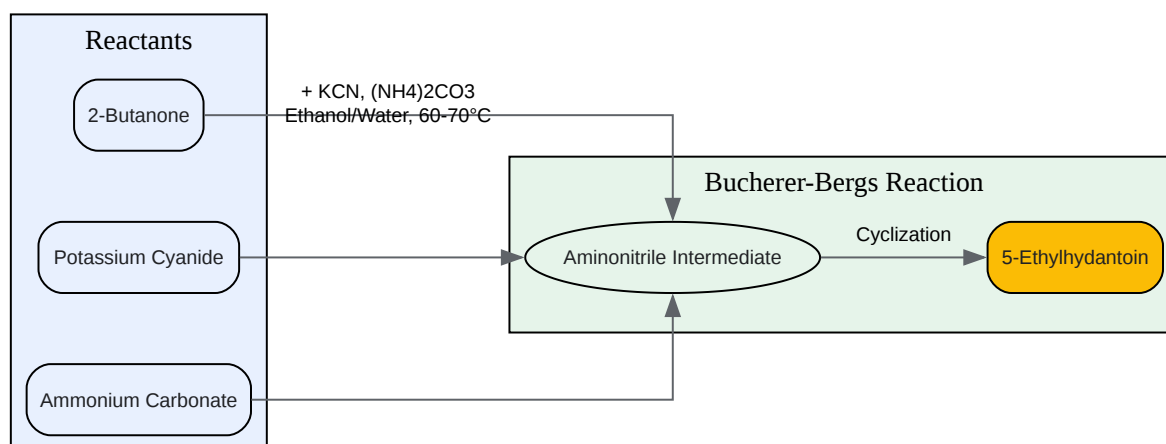 Reactants
2-Butanone
+ KCN, (NH4)2CO3
Ethanol/Water, 60-70°C
Bucherer-Bergs Reaction
Potassium Cyanide
Aminonitrile Intermediate
Cyclization
5-Ethylhydantoin
Ammonium Carbonate